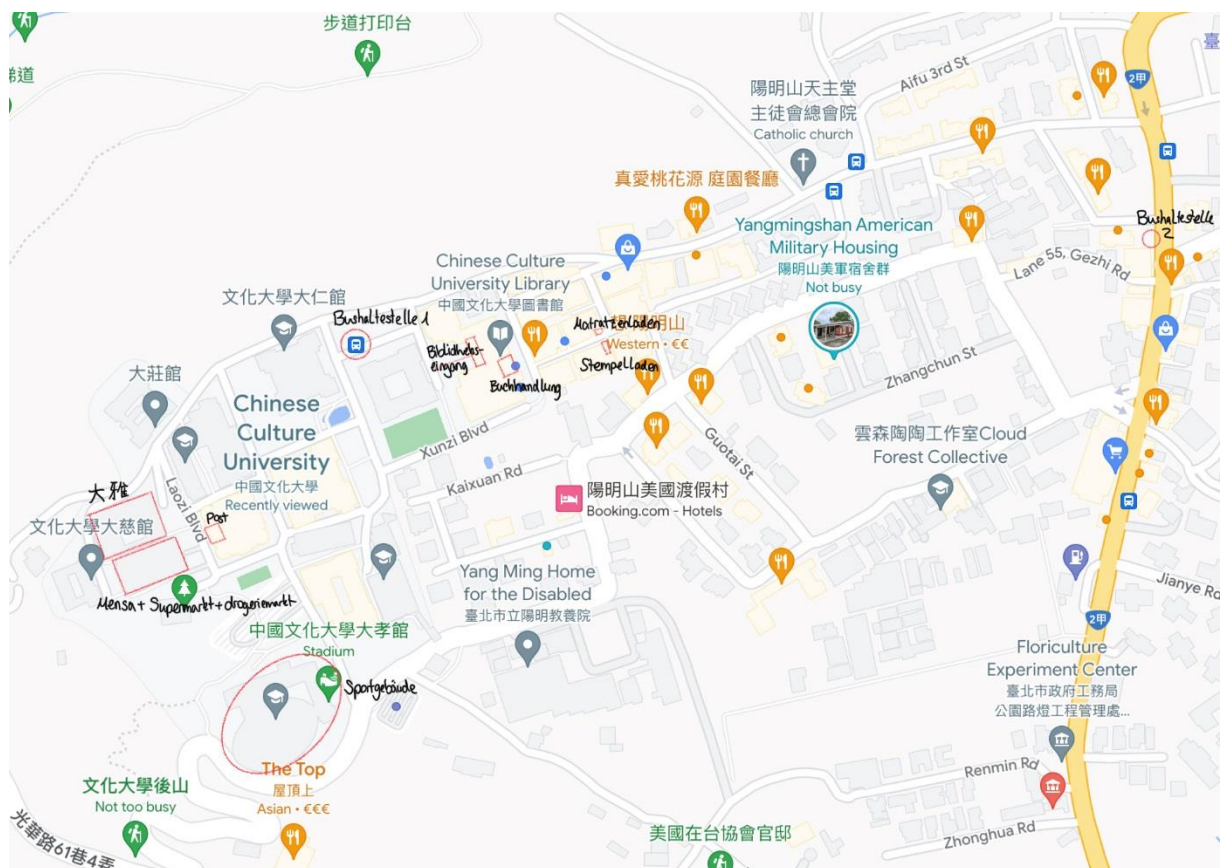 步道打印台
2甲
臺
Aifu 3rd St
陽明山天主堂
主徒會總會院
Catholic church
真愛桃花源 庭園餐廳
Yangmingshan American
Military Housing
陽明山美軍宿舍群
Not busy
Bushaltestelle
2
Lane 55, Gezhi Rd
Chinese Culture
University Library
中國文化大學圖書館
文化大學大仁館
Bushaltestelle 1
Matratzenladen
Western • €€
Bibliotheks-
eingang
Stempelladen
Buchhandlung
Zhangchun St
大莊館
Chinese
Culture
University
中國文化大學
Recently viewed
Xunzi Blvd
Guotai St
雲森陶陶工作室Cloud
Forest Collective
Kaixuan Rd
陽明山美國渡假村
Booking.com - Hotels
大雅
Laozi Blvd
Post
文化大學大慈館
Yang Ming Home
for the Disabled
臺北市立陽明教養院
Jianye Rd
Mensa + Supermarkt + drogeriemarkt
2甲
中國文化大學大孝館
Stadium
Sportgebäude
Floriculture
Experiment Center
臺北市政府工務局
公園路燈工程管理處...
The Top
屋頂上
Asian • €€€
Renmin Rd
文化大學後山
Not too busy
Zhonghua Rd
光華路61巷4弄
美國在台協會官邸